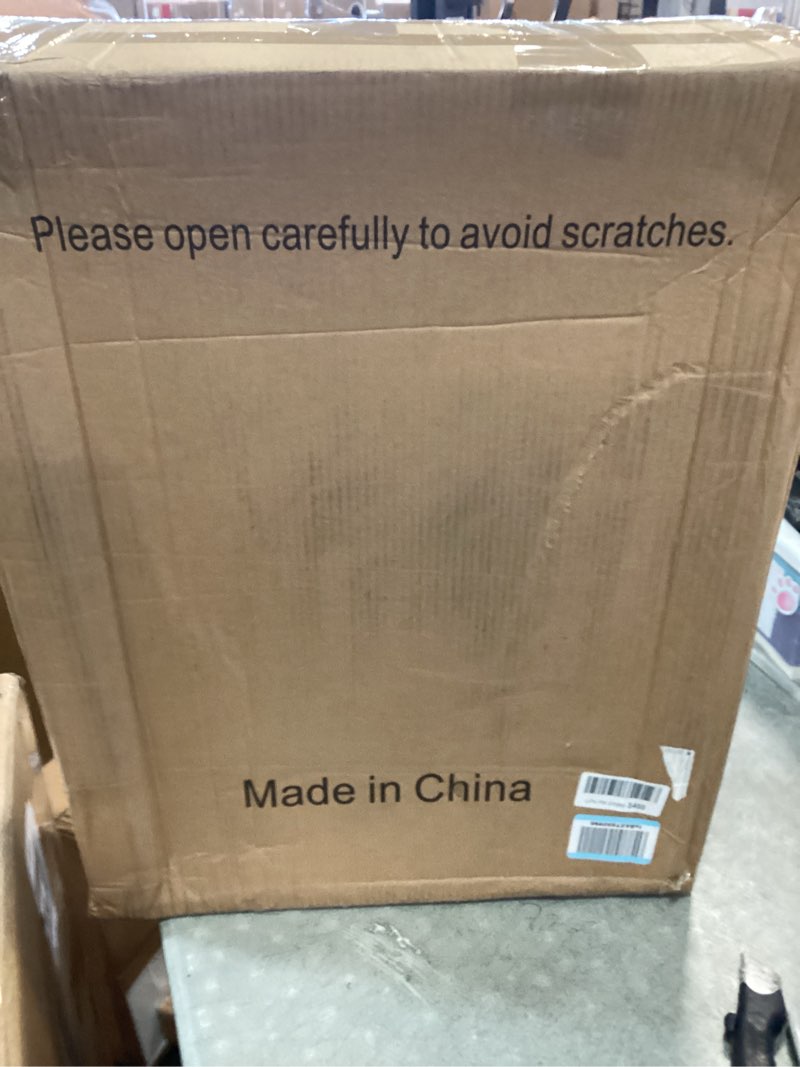 Please open carefully to avoid scratches.
Made in China